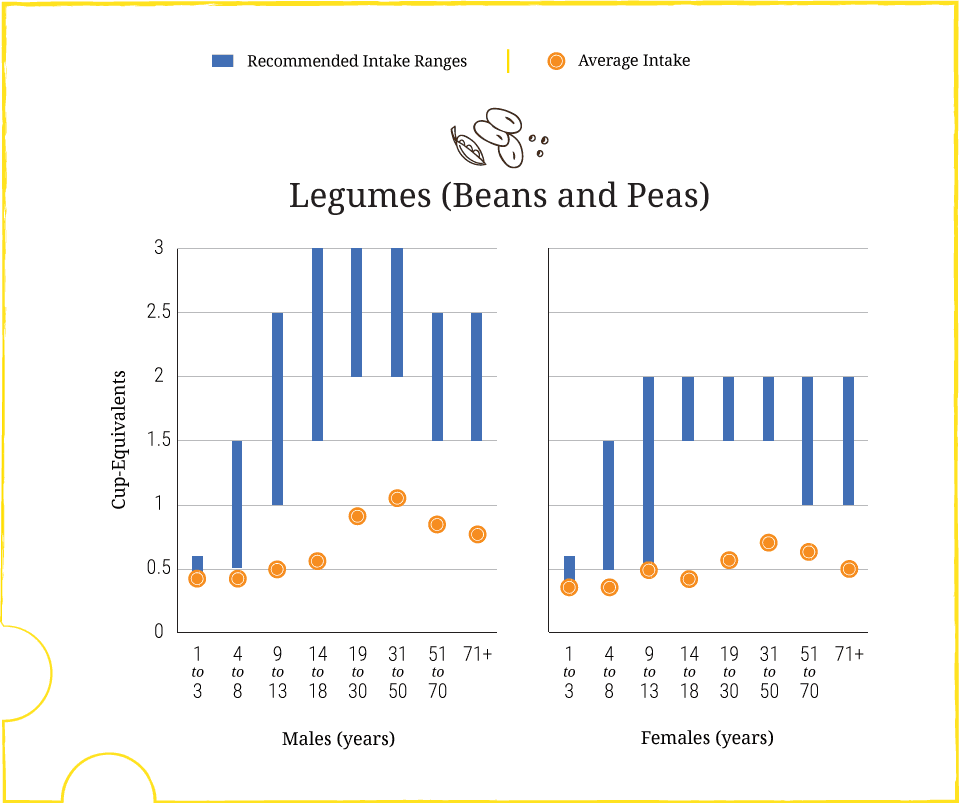 Recommended Intake Ranges
Average Intake
Legumes (Beans and Peas)
Cup-Equivalents
3
2.5
2
1.5
1
0.5
0
1 to 3
4 to 8
9 to 13
14 to 18
19 to 30
31 to 50
51 to 70
71+
Males (years)
1 to 3
4 to 8
9 to 13
14 to 18
19 to 30
31 to 50
51 to 70
71+
Females (years)